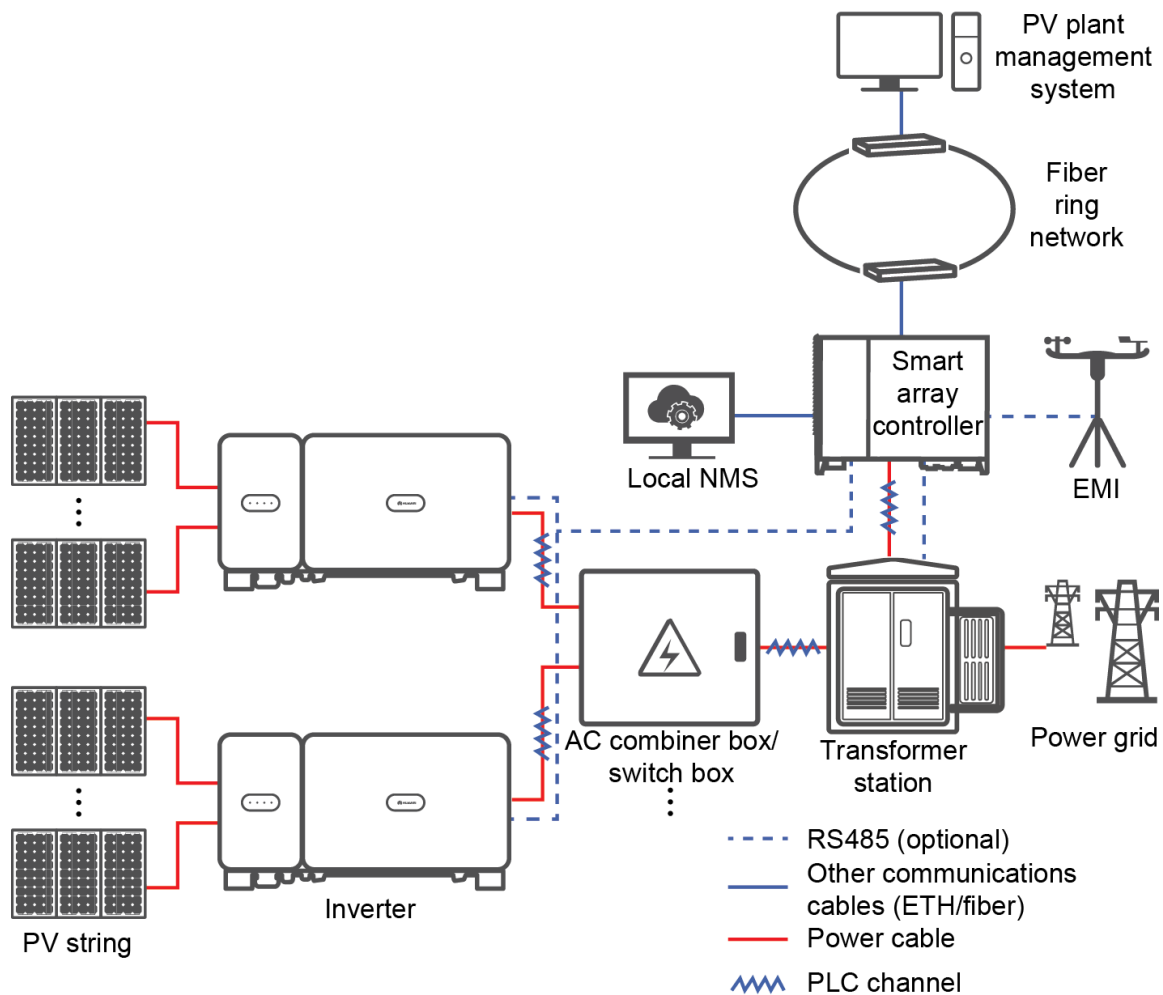 PV plant
management
system
Fiber
ring
network
Smart
array
controller
Local NMS
EMI
AC combiner box/
switch box
Transformer
station
Power grid
Inverter
PV string
RS485 (optional)
Other communications
cables (ETH/fiber)
Power cable
PLC channel